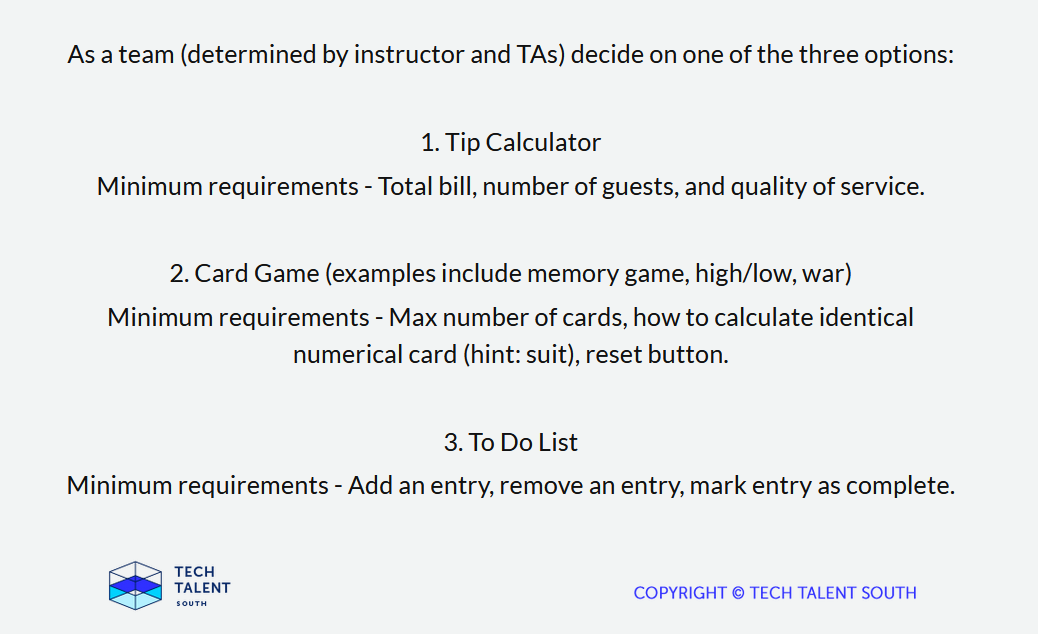 As a team (determined by instructor and TAs) decide on one of the three options:
1. Tip Calculator
Minimum requirements - Total bill, number of guests, and quality of service.
2. Card Game (examples include memory game, high/low, war)
Minimum requirements - Max number of cards, how to calculate identical
numerical card (hint: suit), reset button.
3. To Do List
Minimum requirements - Add an entry, remove an entry, mark entry as complete.
TECH
TALENT
SOUTH
COPYRIGHT © TECH TALENT SOUTH